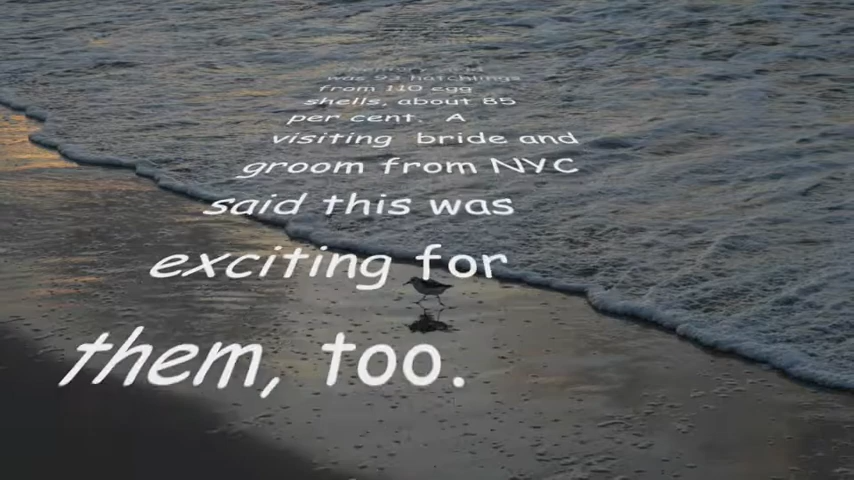 was 93 hatchlings
from 110 egg
shells, about 85
per cent. A
visiting bride and
groom from NYC
said this was
exciting for
them, too.